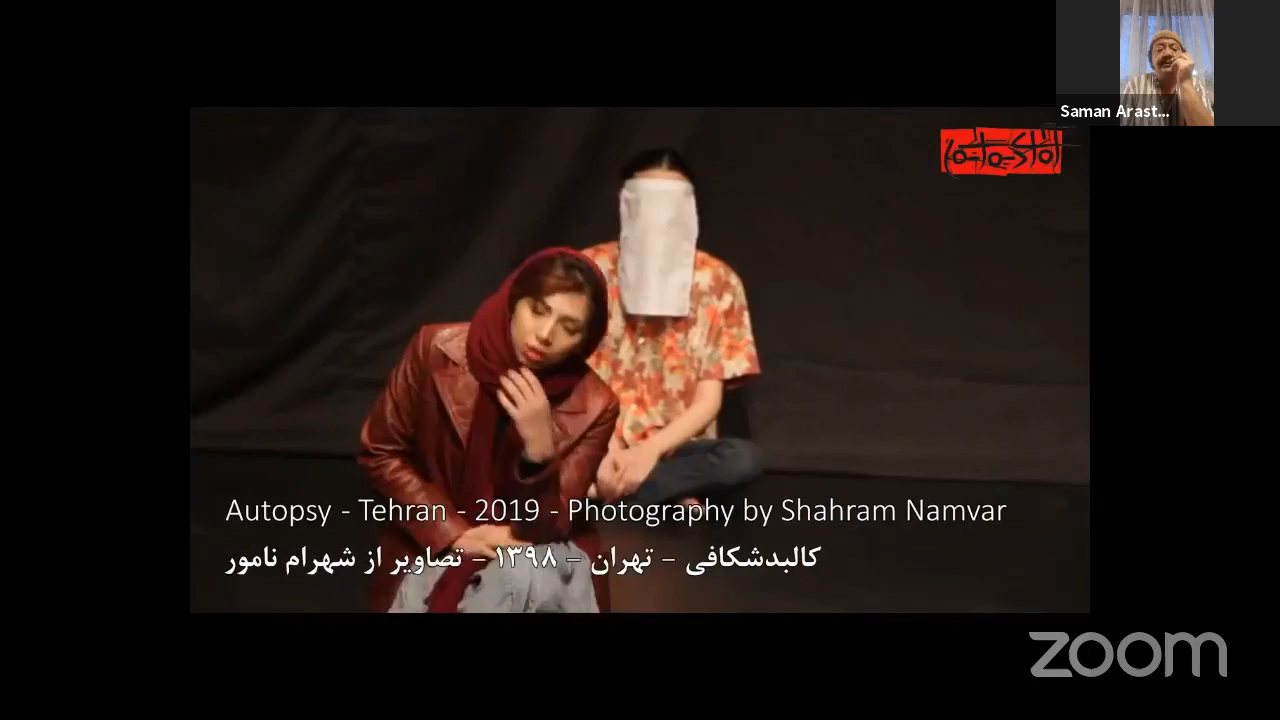 Saman Arast...
Autopsy - Tehran - 2019 - Photography by Shahram Namvar
کالبدشکافی - تهران - ۱۳۹۸ - تصاویر از شهرام نامور
zoom